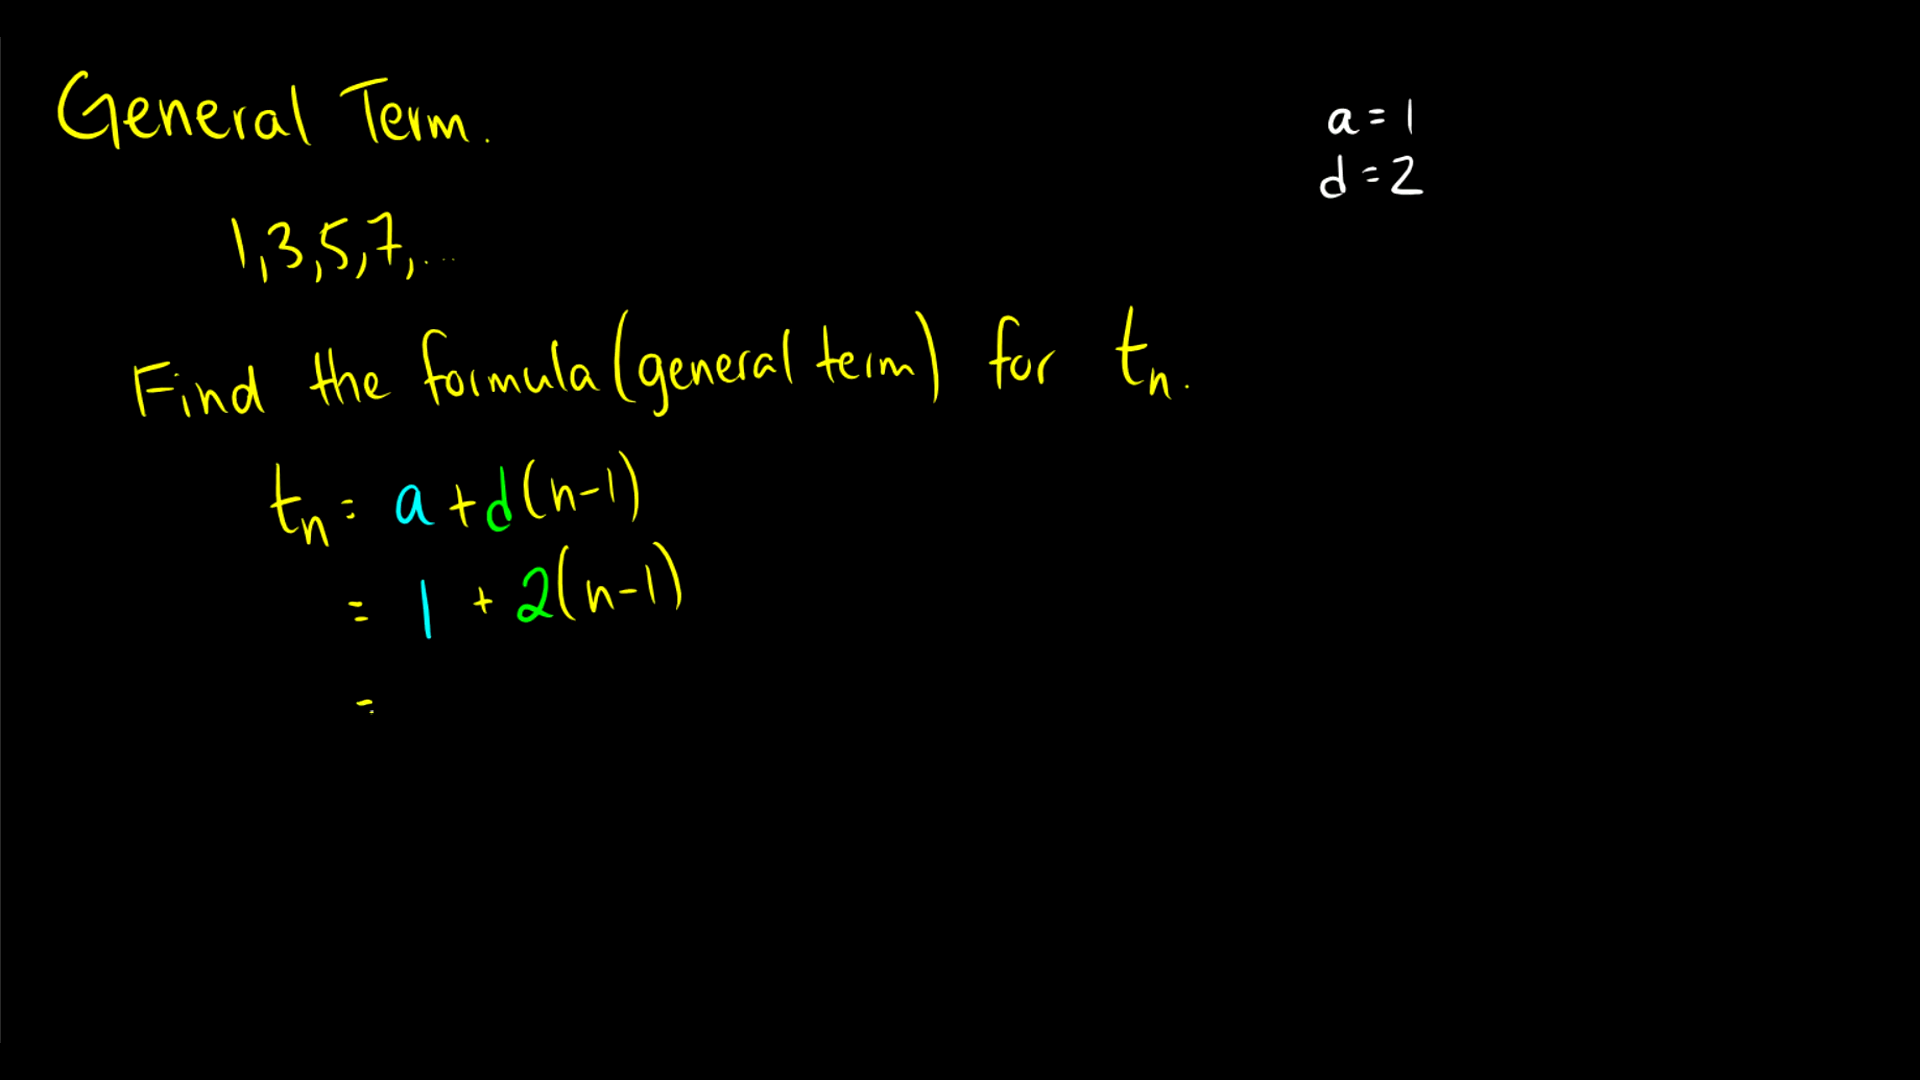 General Term.
a = 1
d = 2
1, 3, 5, 7, ...
Find the formula (general term) for tn.
tn = a + d(n-1)
= 1 + 2(n-1)
=